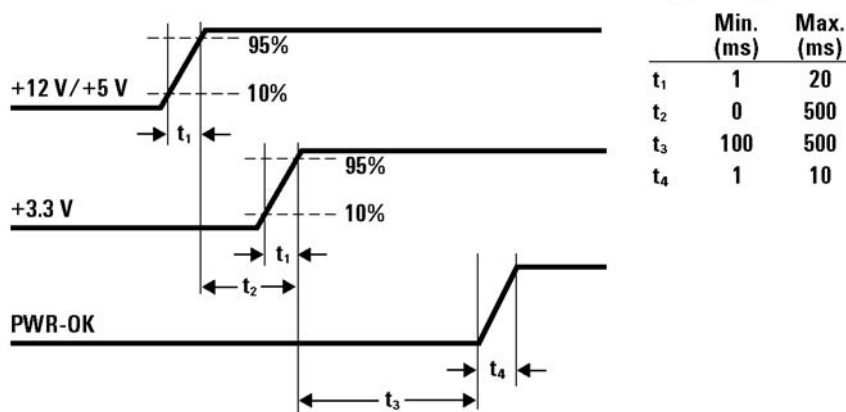 95%
+12 V/+5 V
10%
t₁
95%
+3.3 V
10%
t₁
t₂
PWR-OK
t₄
t₃
Min. Max.
(ms) (ms)
t₁ 1 20
t₂ 0 500
t₃ 100 500
t₄ 1 10